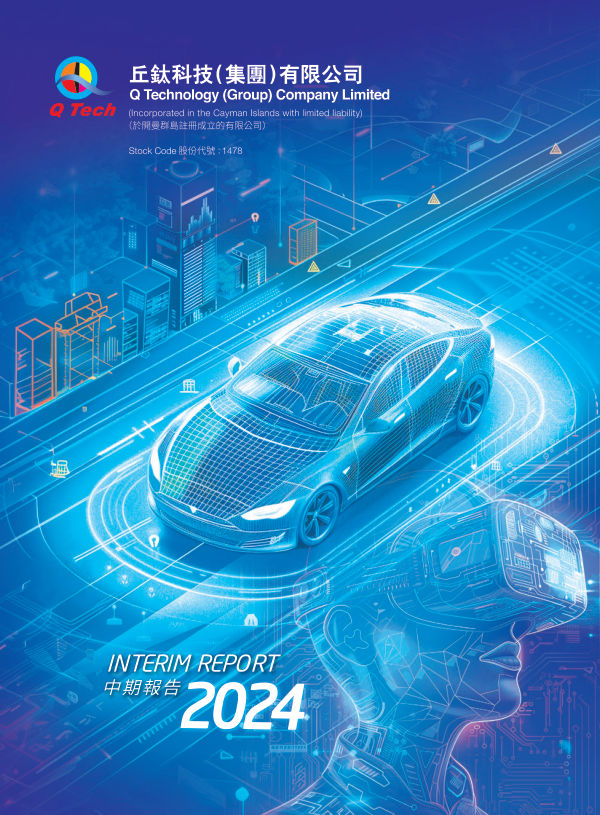 丘鈦科技(集團)有限公司
Q Technology (Group) Company Limited
(Incorporated in the Cayman Islands with limited liability)
(於開曼群島註冊成立的有限公司)
Stock Code 股份代號:1478
Q Tech
INTERIM REPORT
中期報告
2024